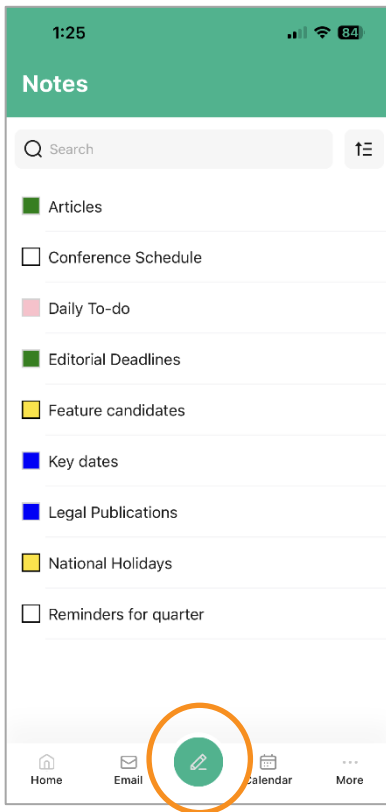 1:25
84
Notes
Search
Articles
Conference Schedule
Daily To-do
Editorial Deadlines
Feature candidates
Key dates
Legal Publications
National Holidays
Reminders for quarter
Home Email alendar More